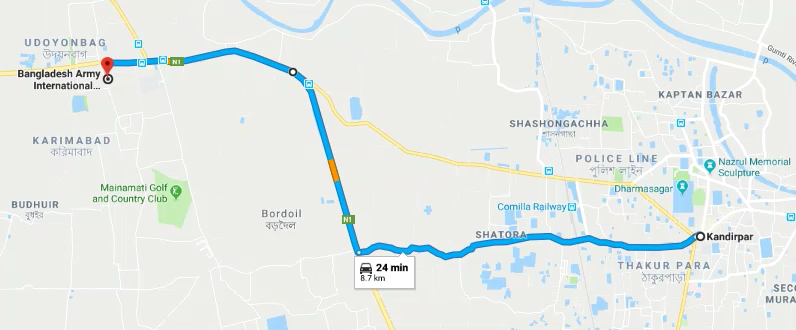 UDOYONBAG
উদয়নবাগ
Bangladesh Army
International...
N1
Gumti Riv
KAPTAN BAZAR
SHASHONGACHHA
শাসনগাছা
KARIMABAD
করিমাবাদ
POLICE LINE
পুলিশ লাইন
Nazrul Memorial
Sculpture
Mainamati Golf
and Country Club
Dharmasagar
BUDHUIR
বুধইর
Bordoil
বড়দৈল
N1
Comilla Railway
SHATORA
Kandirpar
24 min
8.7 km
THAKUR PARA
ঠাকুরপাড়া
SECO
MURA